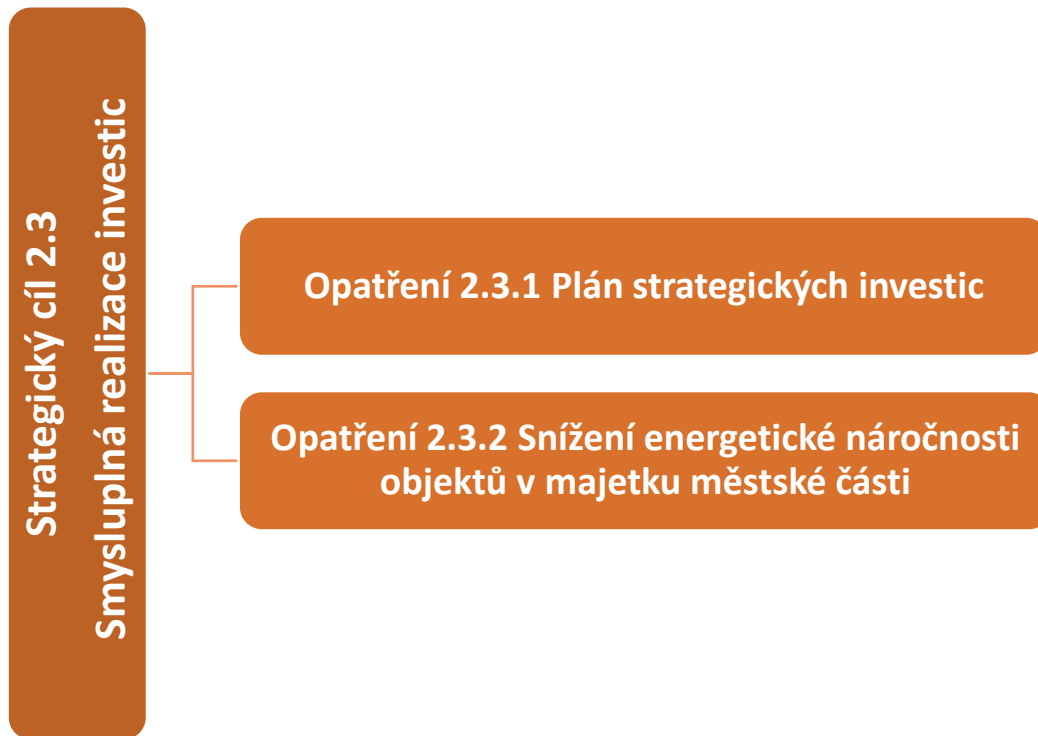 Strategický cíl 2.3
Smysluplná realizace investic
Opatření 2.3.1 Plán strategických investic
Opatření 2.3.2 Snížení energetické náročnosti
objektů v majetku městské části